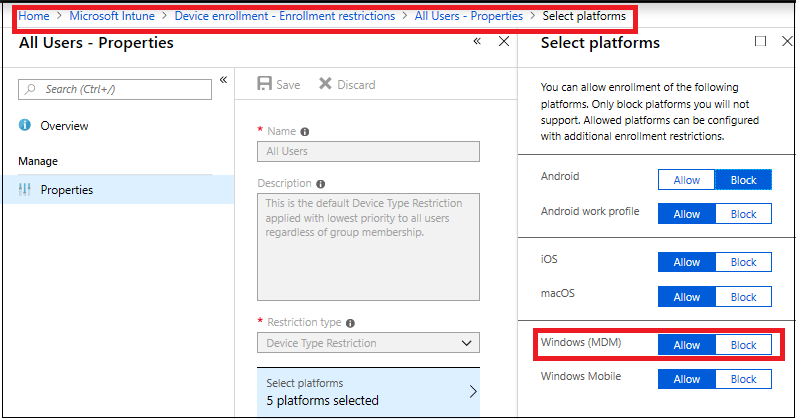 Home > Microsoft Intune > Device enrollment - Enrollment restrictions > All Users - Properties > Select platforms
All Users - Properties
Search (Ctrl+/)
Overview
Manage
Properties
Save Discard
* Name
All Users
Description
This is the default Device Type Restriction
applied with lowest priority to all users
regardless of group membership.
* Restriction type
Device Type Restriction
Select platforms
5 platforms selected
Select platforms
You can allow enrollment of the following
platforms. Only block platforms you will not
support. Allowed platforms can be configured
with additional enrollment restrictions.
Android Allow Block
Android work profile Allow Block
iOS Allow Block
macOS Allow Block
Windows (MDM) Allow Block
Windows Mobile Allow Block